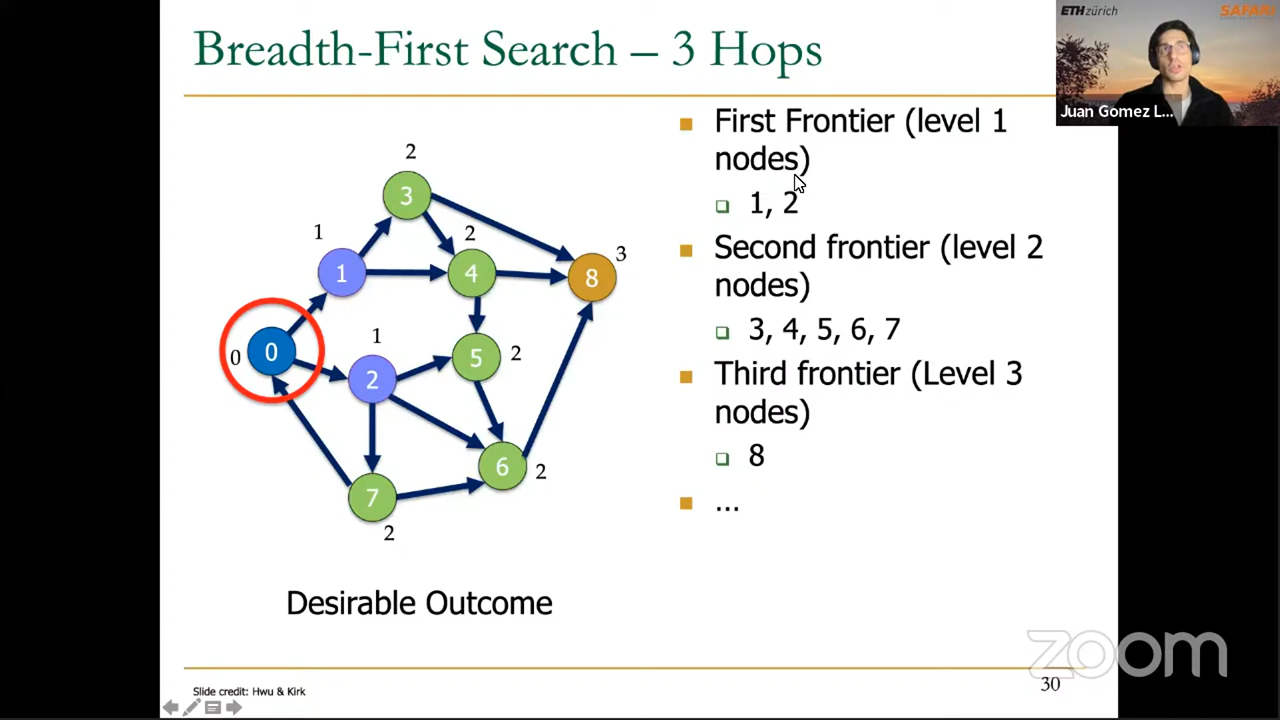 Breadth-First Search – 3 Hops
ETHzürich
SAFARI
Juan Gomez L...
First Frontier (level 1
nodes)
1, 2
Second frontier (level 2
nodes)
3, 4, 5, 6, 7
Third frontier (Level 3
nodes)
8
...
2
3
1
2
3
1
4
8
0
0
1
2
5
2
6
2
7
2
Desirable Outcome
zoom
Slide credit: Hwu & Kirk
30